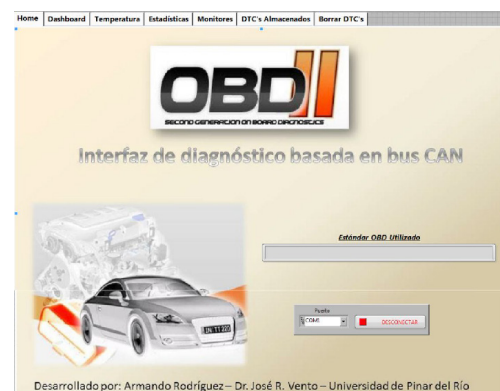 Home Dashboard Temperatura Estadísticas Monitores DTC's Almacenados Borrar DTC's
OBD II
SECOND GENERATION ON BOARD DIAGNOSTICS
Interfaz de diagnóstico basada en bus CAN
Estándar OBD Utilizado
Puerto
DESCONECTAR
Desarrollado por: Armando Rodríguez – Dr. José R. Vento – Universidad de Pinar del Río